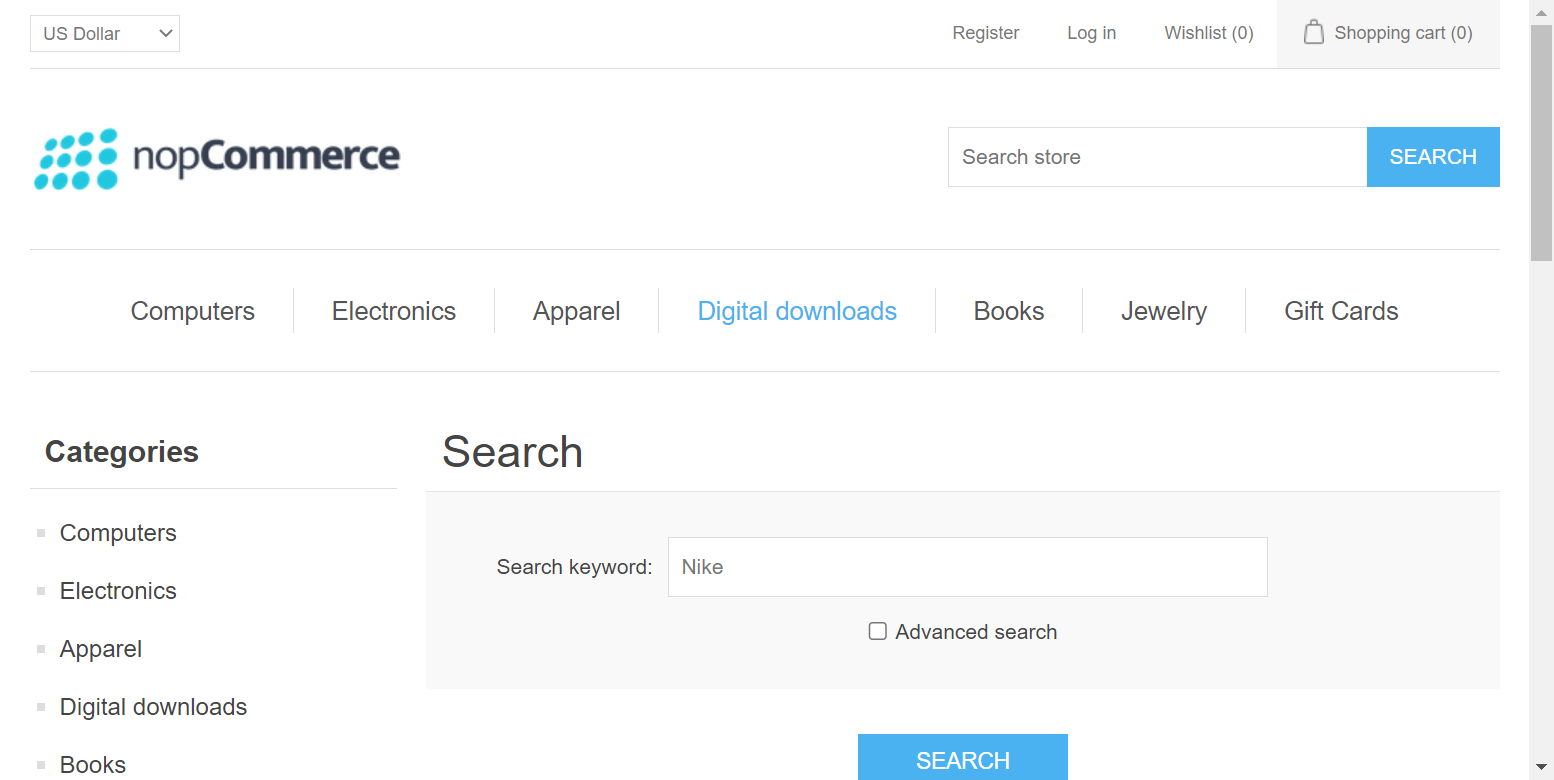 US Dollar
Register
Log in
Wishlist (0)
Shopping cart (0)
nopCommerce
Search store
SEARCH
Computers
Electronics
Apparel
Digital downloads
Books
Jewelry
Gift Cards
Categories
Computers
Electronics
Apparel
Digital downloads
Books
Search
Search keyword:
Nike
Advanced search
SEARCH